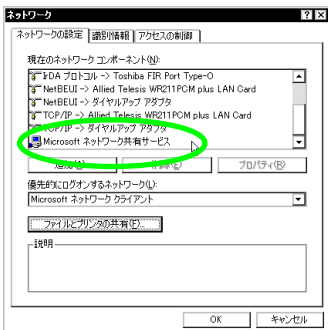 ネットワーク
ネットワークの設定 識別情報 アクセスの制御
現在のネットワーク コンポーネント(N):
IrDA プロトコル -> Toshiba FIR Port Type-O
NetBEUI -> Allied Telesis WR211PCM plus LAN Card
NetBEUI -> ダイヤルアップ アダプタ
TCP/IP -> Allied Telesis WR211PCM plus LAN Card
TCP/IP -> ダイヤルアップ アダプタ
Microsoft ネットワーク共有サービス
プロパティ(R)
優先的にログオンするネットワーク(L):
Microsoft ネットワーク クライアント
ファイルとプリンタの共有(F)...
説明
OK キャンセル